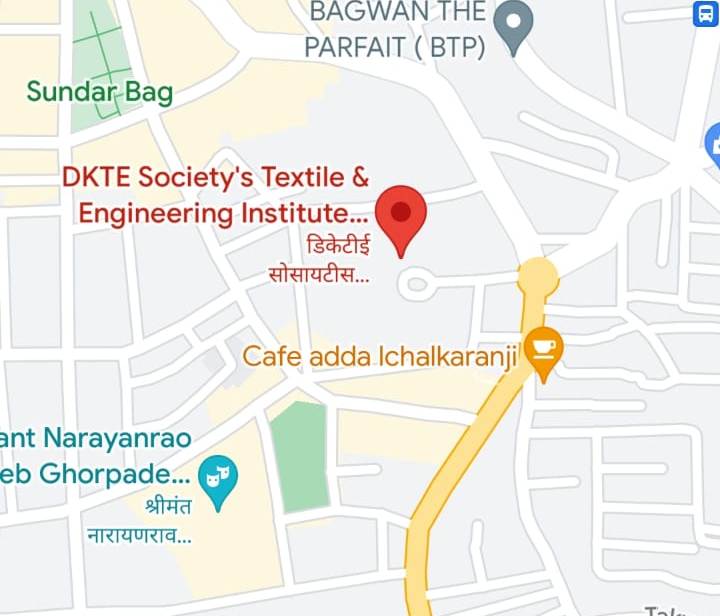 BAGWAN THE
PARFAIT ( BTP)
Sundar Bag
DKTE Society's Textile &
Engineering Institute...
डिकेटीई
सोसायटीस...
Cafe adda Ichalkaranji
ant Narayanrao
eb Ghorpade...
श्रीमंत
नारायणराव...